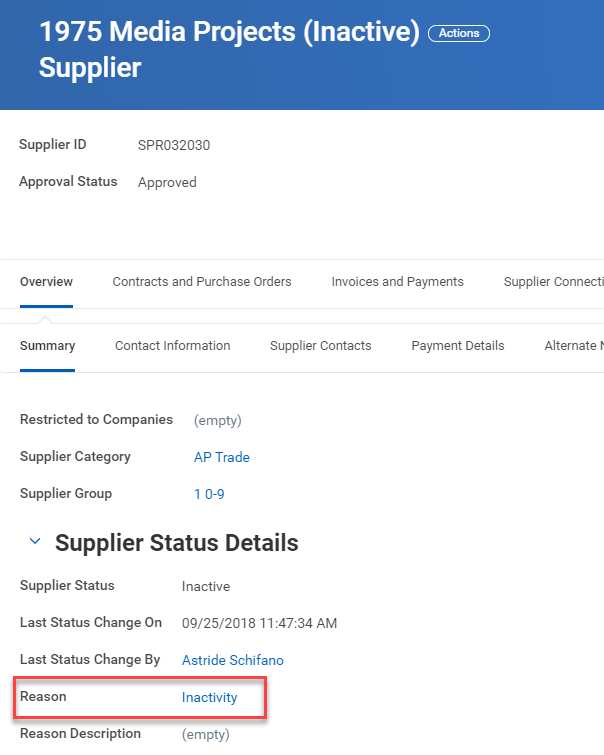 1975 Media Projects (Inactive) Actions
Supplier
Supplier ID SPR032030
Approval Status Approved
Overview Contracts and Purchase Orders Invoices and Payments Supplier Connecti
Summary Contact Information Supplier Contacts Payment Details Alternate N
Restricted to Companies (empty)
Supplier Category AP Trade
Supplier Group 1 0-9
Supplier Status Details
Supplier Status Inactive
Last Status Change On 09/25/2018 11:47:34 AM
Last Status Change By Astride Schifano
Reason Inactivity
Reason Description (empty)